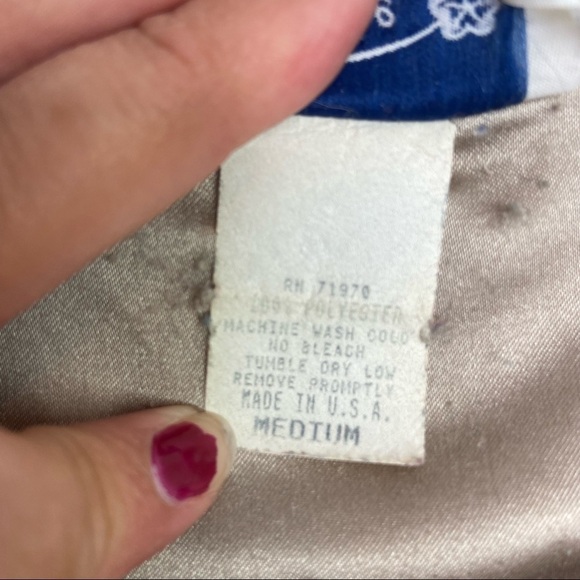 RN 71970
100% POLYESTER
MACHINE WASH COLD
NO BLEACH
TUMBLE DRY LOW
REMOVE PROMPTLY
MADE IN U.S.A.
MEDIUM